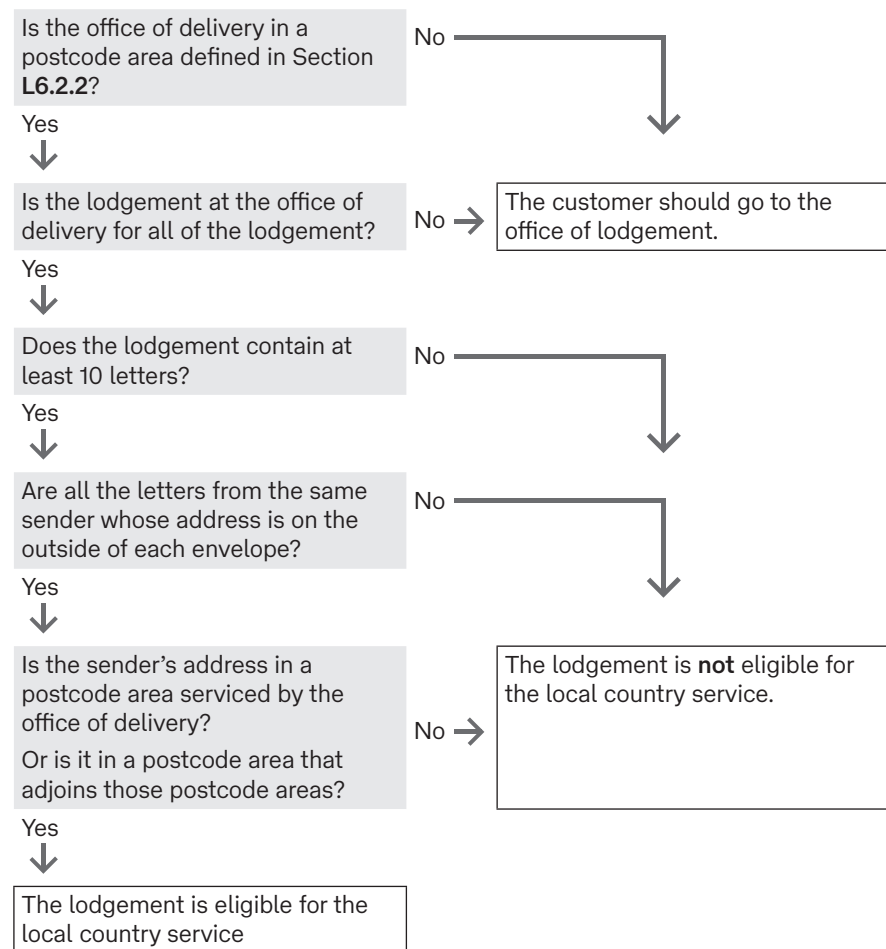 Is the office of delivery in a
postcode area defined in Section
L6.2.2?
No
Yes
Is the lodgement at the office of
delivery for all of the lodgement?
No
The customer should go to the
office of lodgement.
Yes
Does the lodgement contain at
least 10 letters?
No
Yes
Are all the letters from the same
sender whose address is on the
outside of each envelope?
No
Yes
Is the sender’s address in a
postcode area serviced by the
office of delivery?
Or is it in a postcode area that
adjoins those postcode areas?
No
The lodgement is not eligible for
the local country service.
Yes
The lodgement is eligible for the
local country service